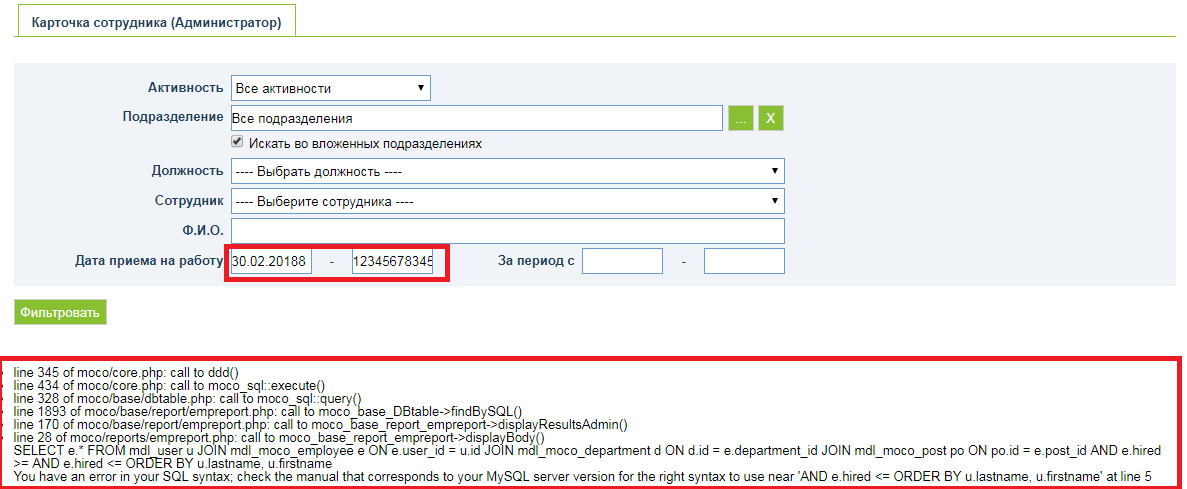 Карточка сотрудника (Администратор)
Активность Все активности
Подразделение Все подразделения ... X
Искать во вложенных подразделениях
Должность ---- Выбрать должность ----
Сотрудник ---- Выберите сотрудника ----
Ф.И.О.
Дата приема на работу 30.02.20188 - 12345678345 За период с -
Фильтровать
line 345 of moco/core.php: call to ddd()
line 434 of moco/core.php: call to moco_sql::execute()
line 328 of moco/base/dbtable.php: call to moco_sql::query()
line 1893 of moco/base/report/empreport.php: call to moco_base_DBtable->findBySQL()
line 170 of moco/base/report/empreport.php: call to moco_base_report_empreport->displayResultsAdmin()
line 28 of moco/reports/empreport.php: call to moco_base_report_empreport->displayBody()
SELECT e.* FROM mdl_user u JOIN mdl_moco_employee e ON e.user_id = u.id JOIN mdl_moco_department d ON d.id = e.department_id JOIN mdl_moco_post po ON po.id = e.post_id AND e.hired
>= AND e.hired <= ORDER BY u.lastname, u.firstname
You have an error in your SQL syntax; check the manual that corresponds to your MySQL server version for the right syntax to use near 'AND e.hired <= ORDER BY u.lastname, u.firstname' at line 5